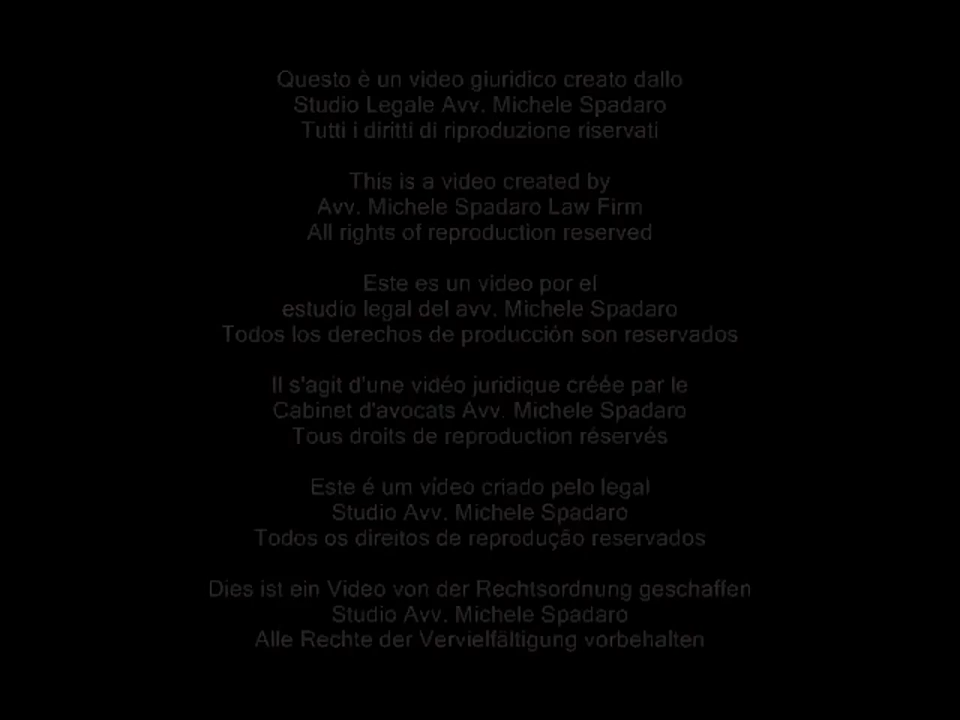 Questo è un video giuridico creato dallo
Studio Legale Avv. Michele Spadaro
Tutti i diritti di riproduzione riservati
This is a video created by
Avv. Michele Spadaro Law Firm
All rights of reproduction reserved
Este es un video por el
estudio legal del avv. Michele Spadaro
Todos los derechos de producción son reservados
Il s'agit d'une vidéo juridique créée par le
Cabinet d'avocats Avv. Michele Spadaro
Tous droits de reproduction réservés
Este é um vídeo criado pelo legal
Studio Avv. Michele Spadaro
Todos os direitos de reprodução reservados
Dies ist ein Video von der Rechtsordnung geschaffen
Studio Avv. Michele Spadaro
Alle Rechte der Vervielfältigung vorbehalten